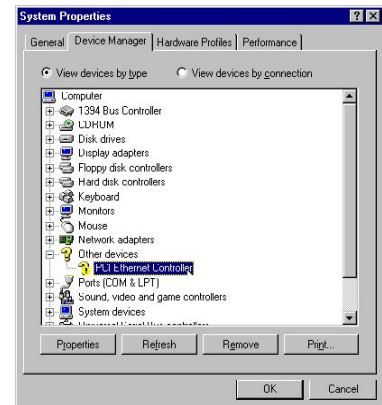 System Properties
General Device Manager Hardware Profiles Performance
View devices by type View devices by connection
Computer
1394 Bus Controller
CDROM
Disk drives
Display adapters
Floppy disk controllers
Hard disk controllers
Keyboard
Monitors
Mouse
Network adapters
Other devices
PCI Ethernet Controller
Ports (COM & LPT)
Sound, video and game controllers
System devices
Properties Refresh Remove Print...
OK Cancel